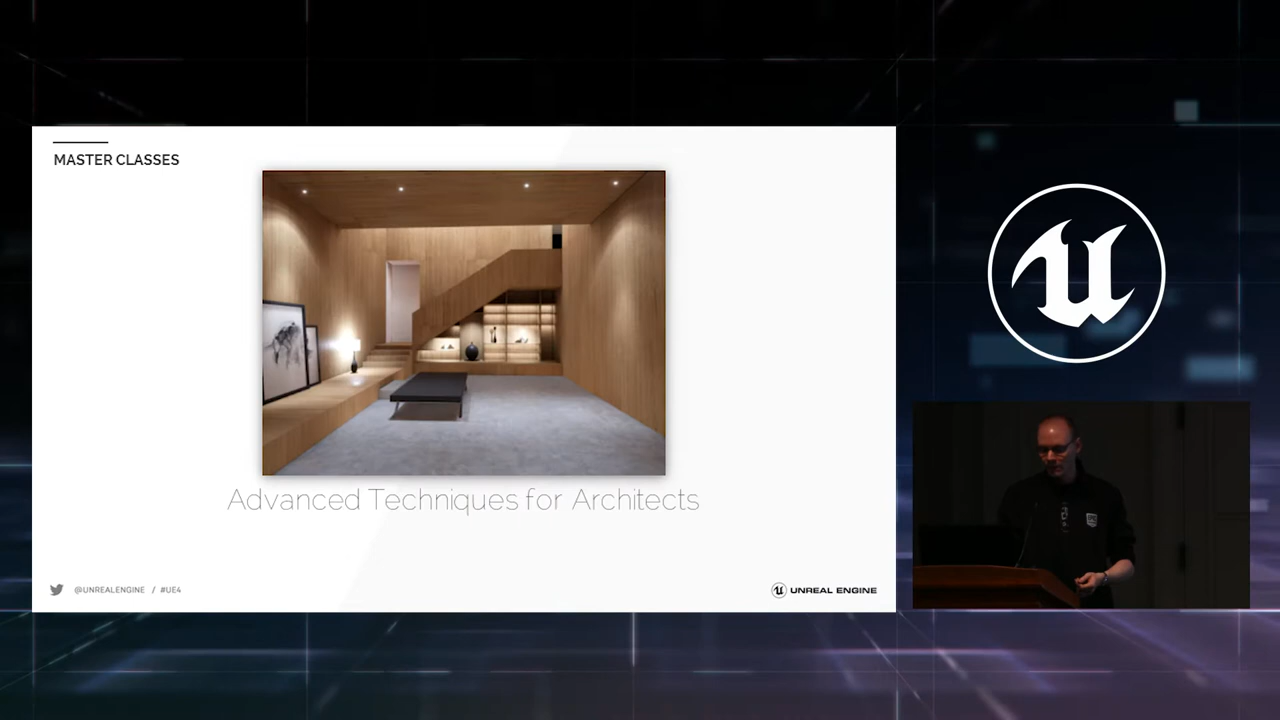 MASTER CLASSES
Advanced Techniques for Architects
@UNREALENGINE / #UE4
UNREAL ENGINE